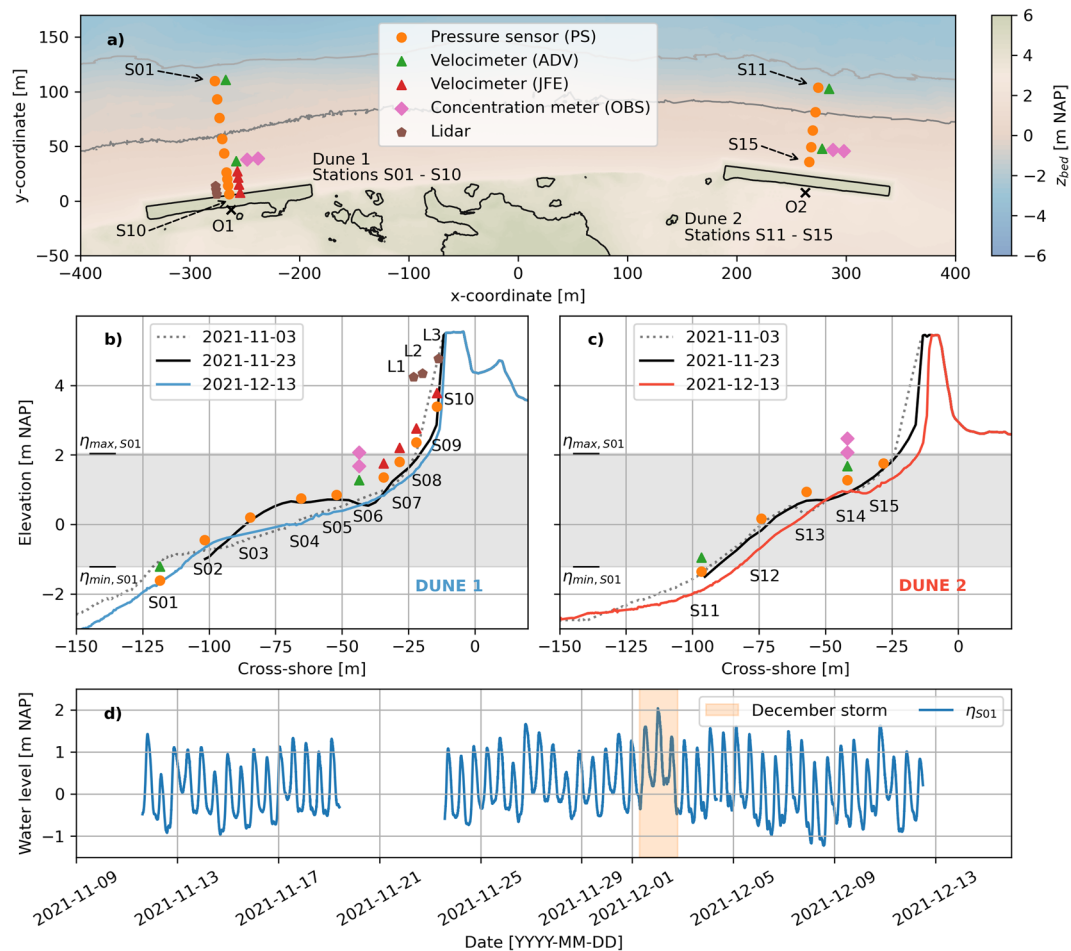 a)
S01
S10
O1
Dune 1
Stations S01 - S10
Pressure sensor (PS)
Velocimeter (ADV)
Velocimeter (JFE)
Concentration meter (OBS)
Lidar
S11
S15
O2
Dune 2
Stations S11 - S15
150
100
50
0
−50
y-coordinate [m]
−400
−300
−200
−100
0
100
200
300
400
x-coordinate [m]
6
4
2
0
−2
−4
−6
z_bed [m NAP]
b)
2021-11-03
2021-11-23
2021-12-13
L1
L2
L3
S10
S09
S08
S07
S06
S05
S04
S03
S02
S01
η_max, S01
η_min, S01
DUNE 1
4
2
0
−2
Elevation [m NAP]
−150
−125
−100
−75
−50
−25
0
Cross-shore [m]
c)
2021-11-03
2021-11-23
2021-12-13
η_max, S01
η_min, S01
S15
S14
S13
S12
S11
DUNE 2
−150
−125
−100
−75
−50
−25
0
Cross-shore [m]
d)
December storm
η_S01
2
1
0
−1
Water level [m NAP]
2021-11-09
2021-11-13
2021-11-17
2021-11-21
2021-11-25
2021-11-29
2021-12-01
2021-12-05
2021-12-09
2021-12-13
Date [YYYY-MM-DD]